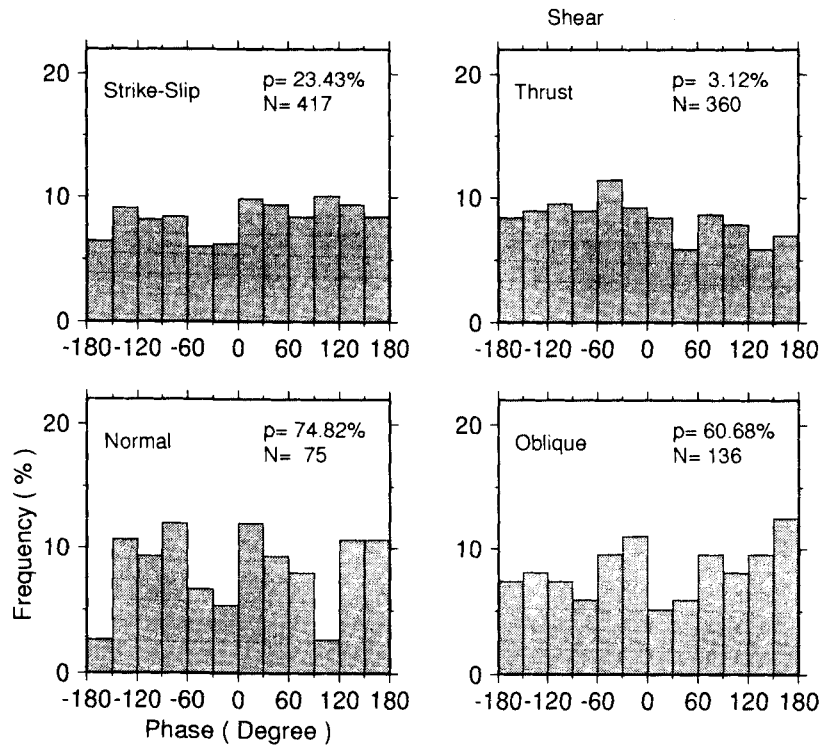 Shear
Strike-Slip
p= 23.43%
N= 417
20
10
0
-180 -120 -60 0 60 120 180
Thrust
p= 3.12%
N= 360
20
10
0
-180 -120 -60 0 60 120 180
Normal
p= 74.82%
N= 75
20
10
0
-180 -120 -60 0 60 120 180
Frequency ( % )
Phase ( Degree )
Oblique
p= 60.68%
N= 136
20
10
0
-180 -120 -60 0 60 120 180